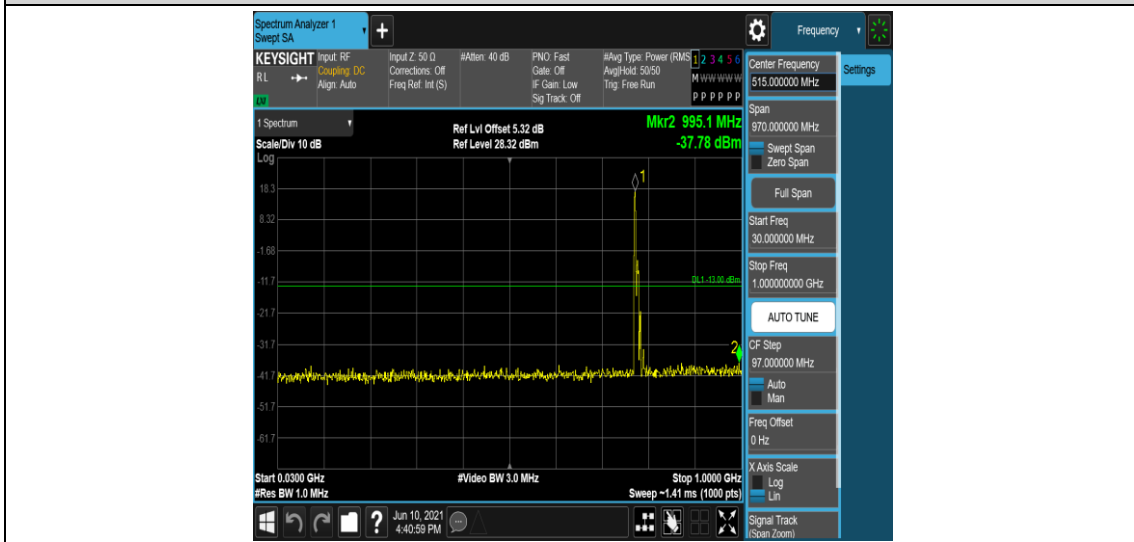 Spectrum Analyzer 1
Swept SA
+
Frequency
KEYSIGHT
RL
LXI
Input: RF
Coupling: DC
Align: Auto
Input Z: 50 Ω
Corrections: Off
Freq Ref: Int (S)
#Atten: 40 dB
PNO: Fast
Gate: Off
IF Gain: Low
Sig Track: Off
#Avg Type: Power (RMS
Avg|Hold: 50/50
Trig: Free Run
1 2 3 4 5 6
M W W W W W
P P P P P P
Center Frequency
515.000000 MHz
Settings
1 Spectrum
Scale/Div 10 dB
Log
Ref Lvl Offset 5.32 dB
Ref Level 28.32 dBm
Mkr2 995.1 MHz
-37.78 dBm
Span
970.000000 MHz
Swept Span
Zero Span
Full Span
Start Freq
30.000000 MHz
Stop Freq
1.000000000 GHz
AUTO TUNE
CF Step
97.000000 MHz
Auto
Man
Freq Offset
0 Hz
X Axis Scale
Log
Lin
Signal Track
(Span Zoom)
1
18.3
8.32
-1.68
-11.7
DL1 -13.00 dBm
-21.7
-31.7
2
-41.7
-51.7
-61.7
Start 0.0300 GHz
#Res BW 1.0 MHz
#Video BW 3.0 MHz
Stop 1.0000 GHz
Sweep ~1.41 ms (1000 pts)
?
Jun 10, 2021
4:40:59 PM